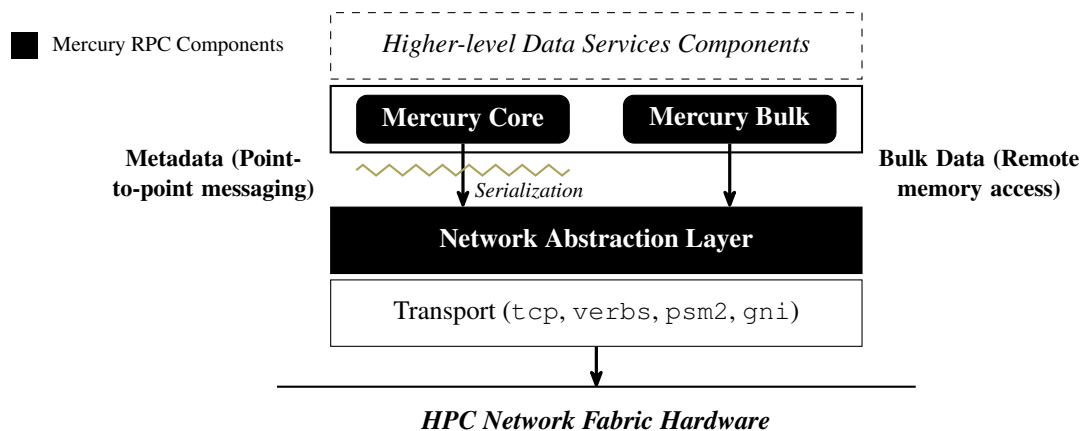 Higher-level Data Services Components
Mercury RPC Components
Mercury Core
Mercury Bulk
Metadata (Point-
to-point messaging)
Bulk Data (Remote
memory access)
Serialization
Network Abstraction Layer
Transport (tcp, verbs, psm2, gni)
HPC Network Fabric Hardware